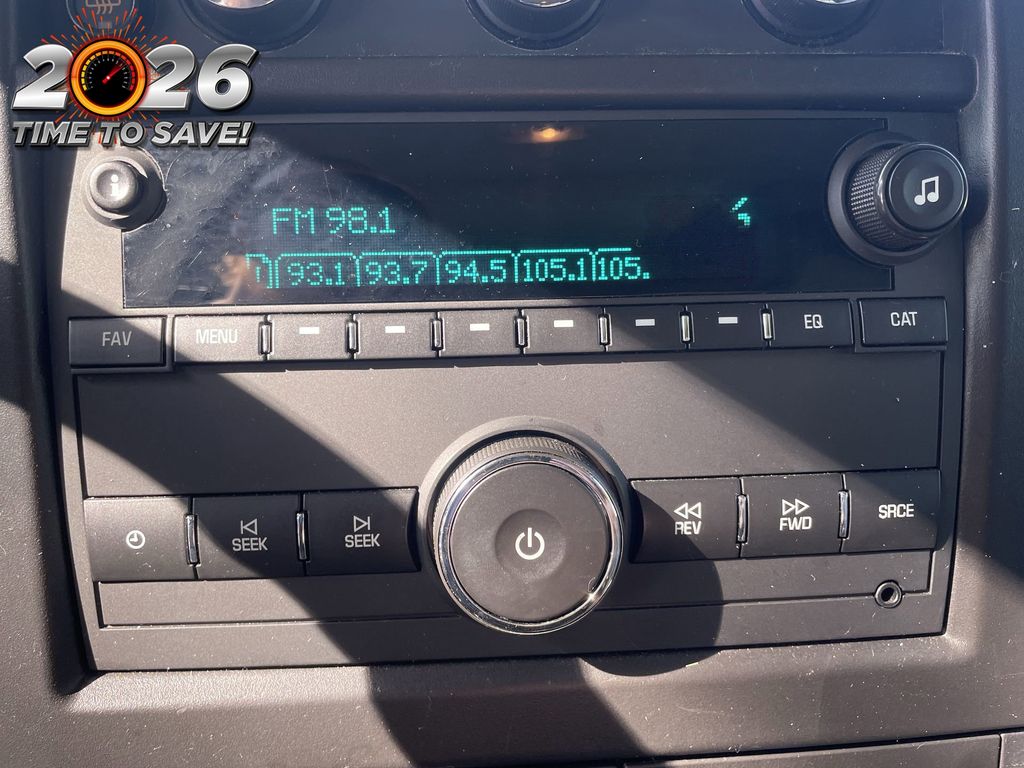 2026
TIME TO SAVE!
i
FM 98.1
93.1 93.7 94.5 105.1 105.
FAV MENU EQ CAT
SEEK SEEK REV FWD SRCE